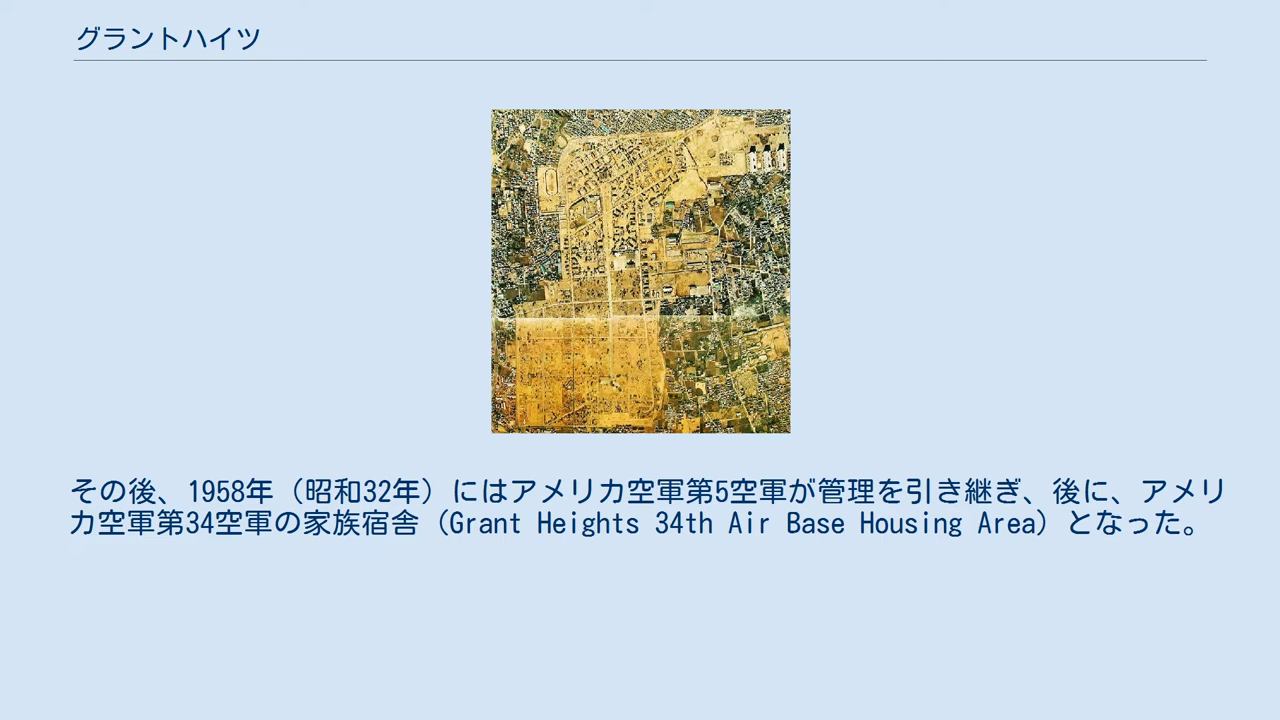 グラントハイツ
その後、1958年（昭和32年）にはアメリカ空軍第5空軍が管理を引き継ぎ、後に、アメリ
カ空軍第34空軍の家族宿舎（Grant Heights 34th Air Base Housing Area）となった。